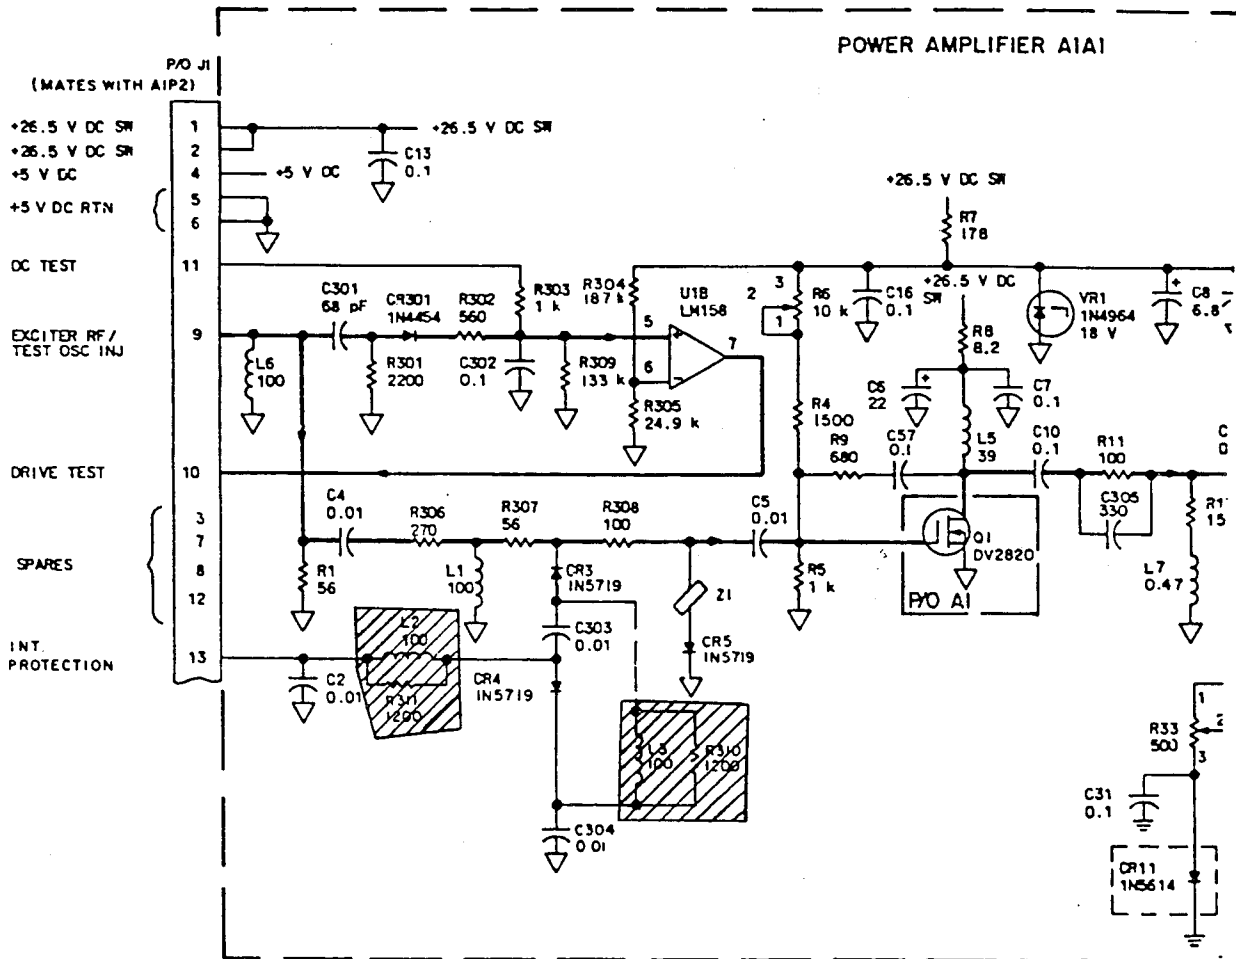 POWER AMPLIFIER A1A1
P/O J1
(MATES WITH A1P2)
+26.5 V DC SW
1
+26.5 V DC SW
+26.5 V DC SW
2
C13
0.1
+5 V DC
4
+5 V DC
+5 V DC RTN
5
6
+26.5 V DC SW
R7
178
DC TEST
11
C301
68 pF
CR301
1N4454
R302
560
R303
1 k
R304
187 k
U1B
LM158
2
3
R6
10 k
1
C16
0.1
+26.5 V DC
SW
VR1
1N4964
18 V
C8
6.8
EXCITER RF/
TEST OSC INJ
9
5
+
7
6
−
R8
8.2
L6
100
R301
2200
C302
0.1
R309
133 k
R305
24.9 k
C6
22
+
C7
0.1
R4
1500
R9
680
C57
0.1
L5
39
C10
0.1
R11
100
C
0
DRIVE TEST
10
C305
330
R1
15
L7
0.47
SPARES
3
7
8
12
C4
0.01
R306
270
R307
56
R308
100
C5
0.01
Q1
DV2820
P/O A1
R1
56
L1
100
CR3
1N5719
Z1
R5
1 k
INT.
PROTECTION
13
L2
100
C303
0.01
CR5
1N5719
C2
0.01
R311
1200
CR4
1N5719
L3
100
R310
1200
1
R33
500
2
3
C304
0.01
C31
0.1
CR11
1N5614